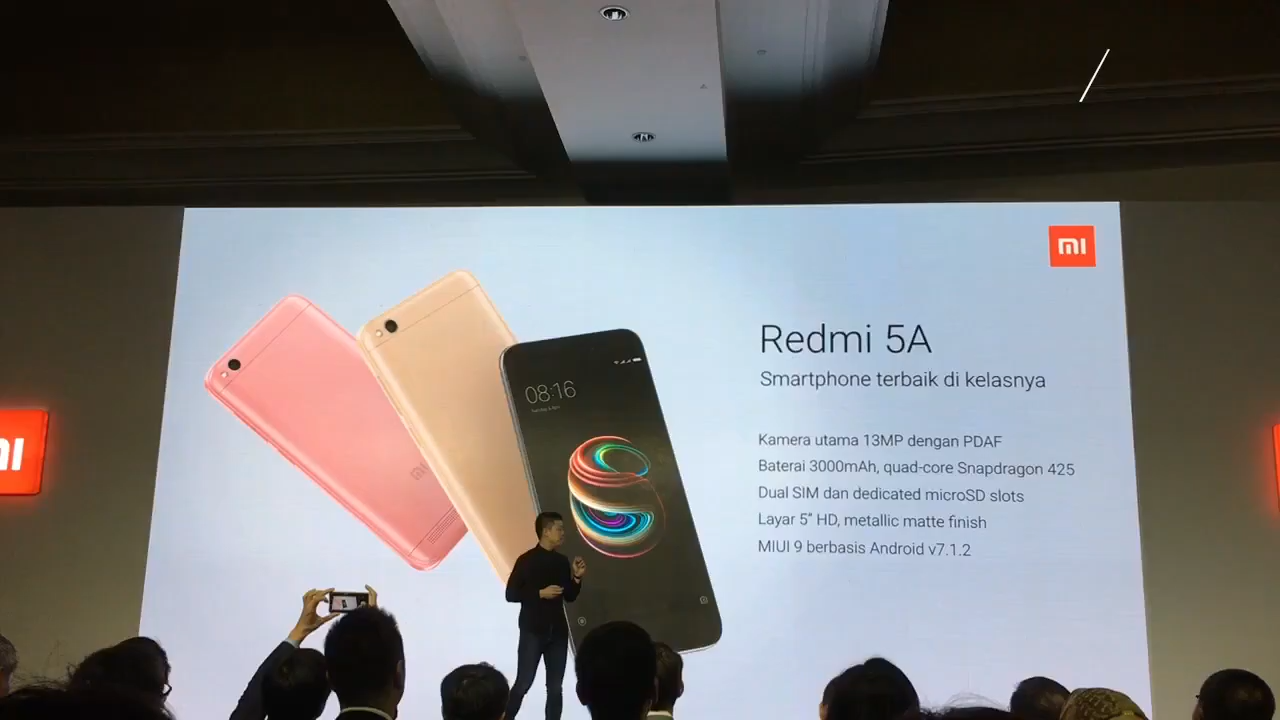 mi
Redmi 5A
Smartphone terbaik di kelasnya
08:16
Kamera utama 13MP dengan PDAF
Baterai 3000mAh, quad-core Snapdragon 425
Dual SIM dan dedicated microSD slots
Layar 5" HD, metallic matte finish
MIUI 9 berbasis Android v7.1.2
mi
mi